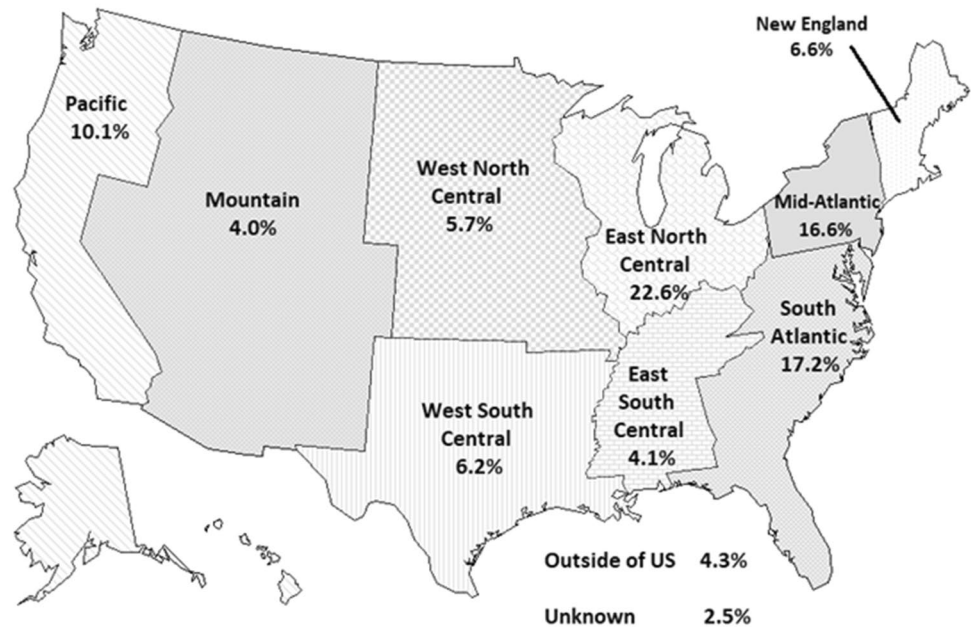 New England
6.6%
Pacific
10.1%
Mountain
4.0%
West North
Central
5.7%
East North
Central
22.6%
Mid-Atlantic
16.6%
South
Atlantic
17.2%
East
South
Central
4.1%
West South
Central
6.2%
Outside of US 4.3%
Unknown 2.5%